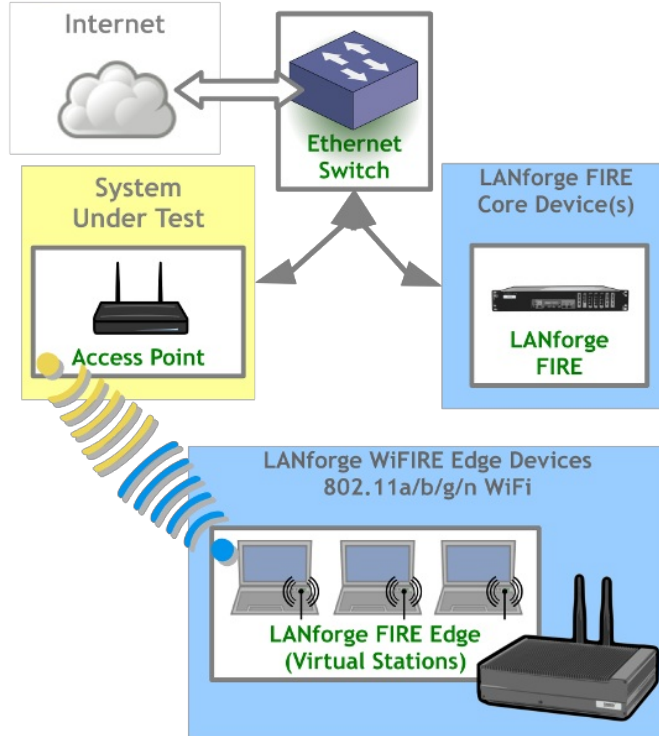 Internet
Ethernet
Switch
System
Under Test
Access Point
LANforge FIRE
Core Device(s)
LANforge
FIRE
LANforge WiFIRE Edge Devices
802.11a/b/g/n WiFi
LANforge FIRE Edge
(Virtual Stations)